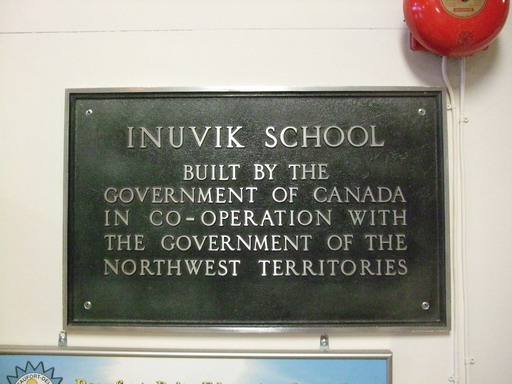 INUVIK SCHOOL
BUILT BY THE
GOVERNMENT OF CANADA
IN CO-OPERATION WITH
THE GOVERNMENT OF THE
NORTHWEST TERRITORIES